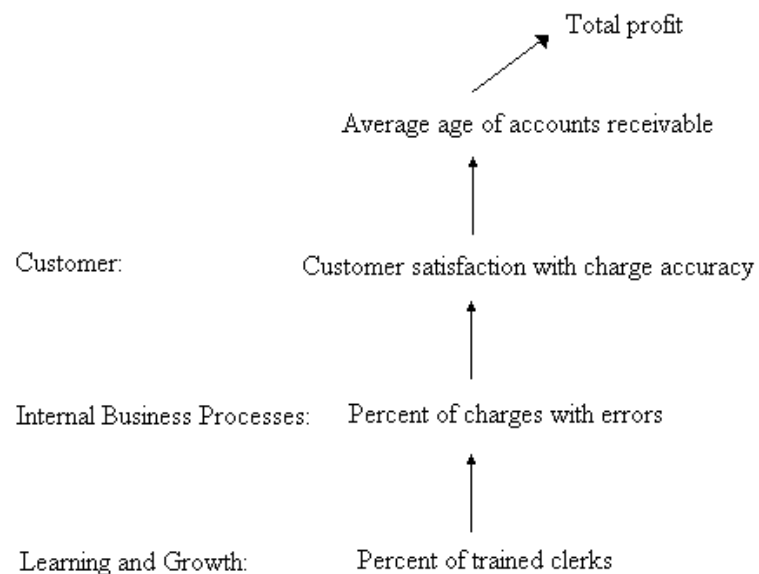 Total profit
Average age of accounts receivable
Customer: Customer satisfaction with charge accuracy
Internal Business Processes: Percent of charges with errors
Learning and Growth: Percent of trained clerks